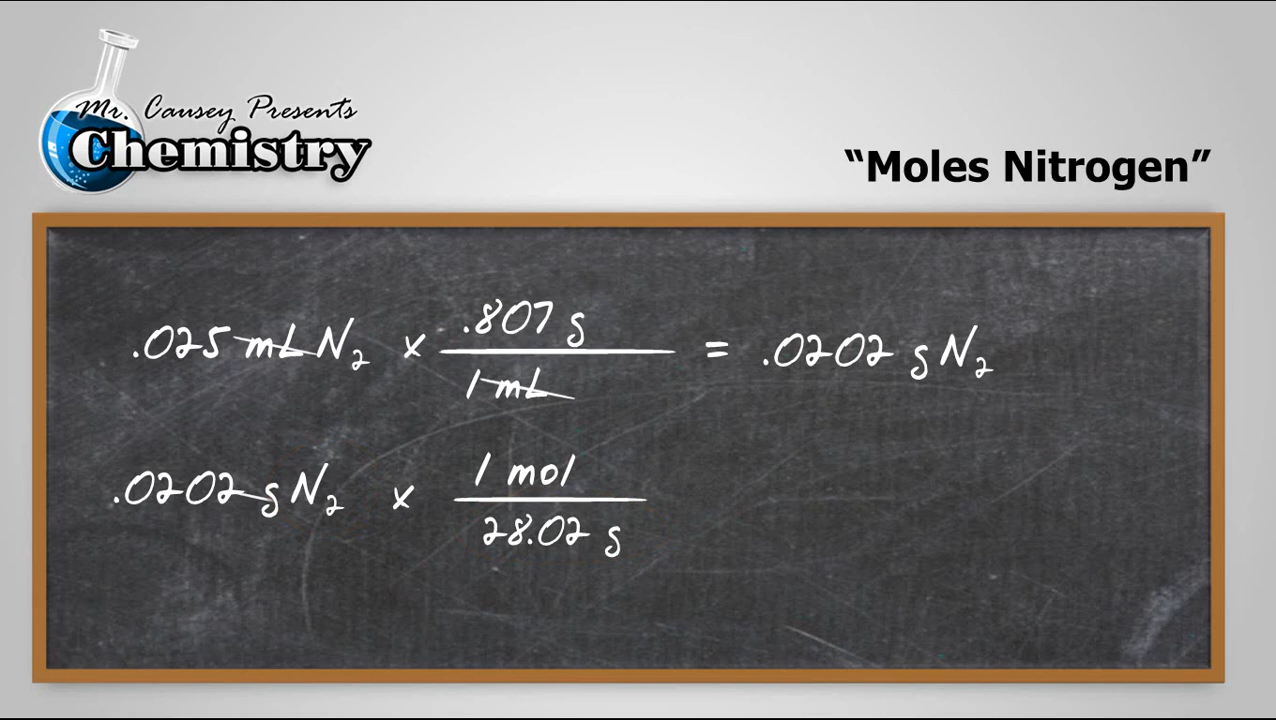 Mr. Causey Presents
Chemistry
“Moles Nitrogen”
.025 mL N₂ × .807 g / 1 mL = .0202 g N₂
.0202 g N₂ × 1 mol / 28.02 g